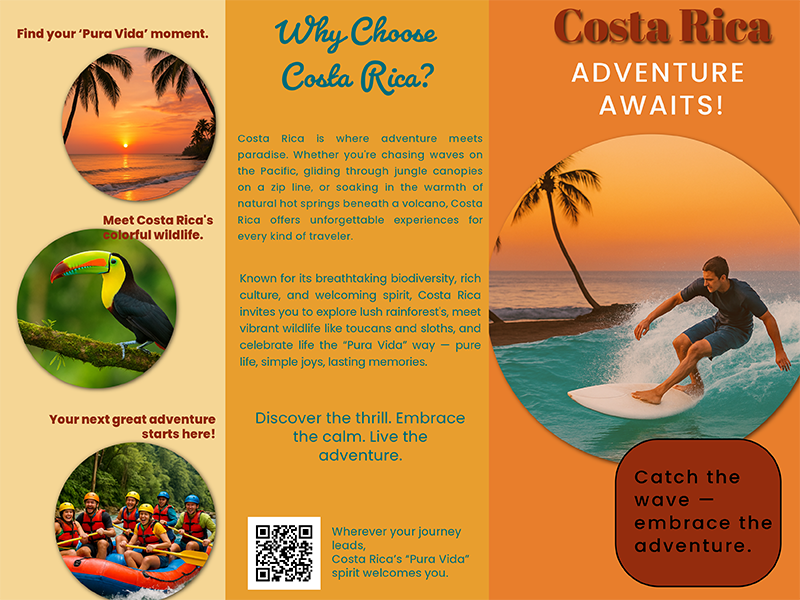 Find your ‘Pura Vida’ moment.
Meet Costa Rica's
colorful wildlife.
Your next great adventure
starts here!
Why Choose
Costa Rica?
Costa Rica is where adventure meets
paradise. Whether you're chasing waves on
the Pacific, gliding through jungle canopies
on a zip line, or soaking in the warmth of
natural hot springs beneath a volcano, Costa
Rica offers unforgettable experiences for
every kind of traveler.
Known for its breathtaking biodiversity, rich
culture, and welcoming spirit, Costa Rica
invites you to explore lush rainforest's, meet
vibrant wildlife like toucans and sloths, and
celebrate life the “Pura Vida” way — pure
life, simple joys, lasting memories.
Discover the thrill. Embrace
the calm. Live the
adventure.
Wherever your journey
leads,
Costa Rica’s “Pura Vida”
spirit welcomes you.
Costa Rica
ADVENTURE
AWAITS!
Catch the
wave —
embrace the
adventure.